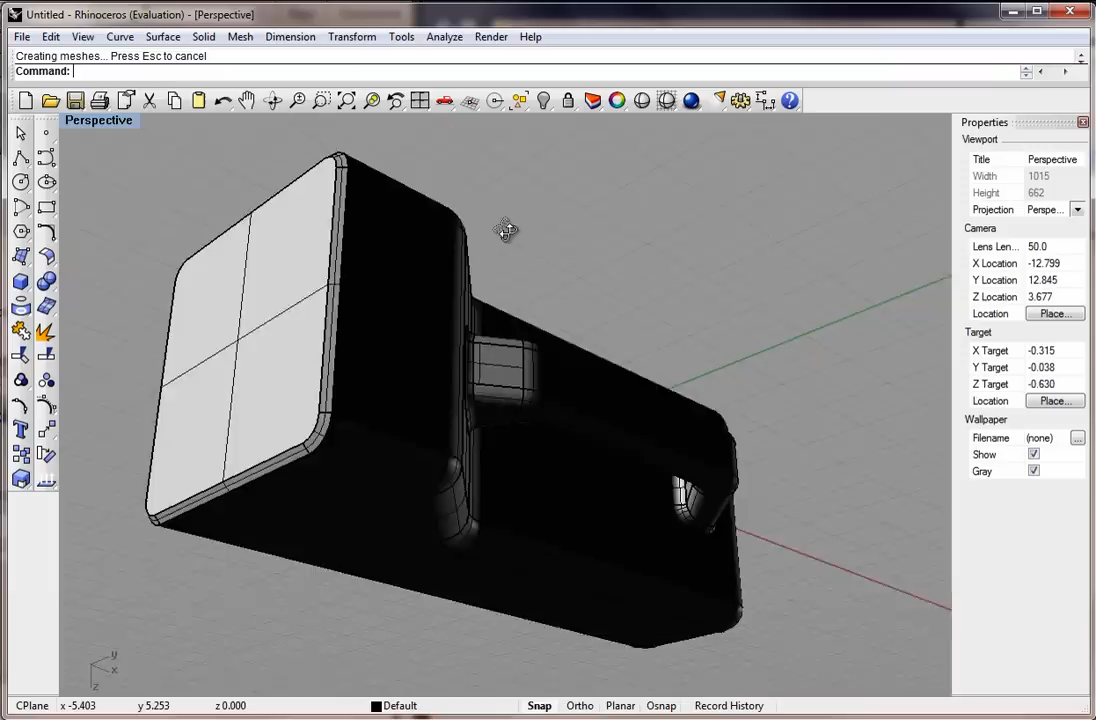 Untitled - Rhinoceros (Evaluation) - [Perspective]
File Edit View Curve Surface Solid Mesh Dimension Transform Tools Analyze Render Help
Creating meshes... Press Esc to cancel
Command:
Perspective
Properties
Viewport
Title Perspective
Width 1015
Height 662
Projection Perspe...
Camera
Lens Len... 50.0
X Location -12.799
Y Location 12.845
Z Location 3.677
Location Place...
Target
X Target -0.315
Y Target -0.038
Z Target -0.630
Location Place...
Wallpaper
Filename (none) ...
Show
Gray
y
x
z
CPlane x -5.403 y 5.253 z 0.000 Default Snap Ortho Planar Osnap Record History